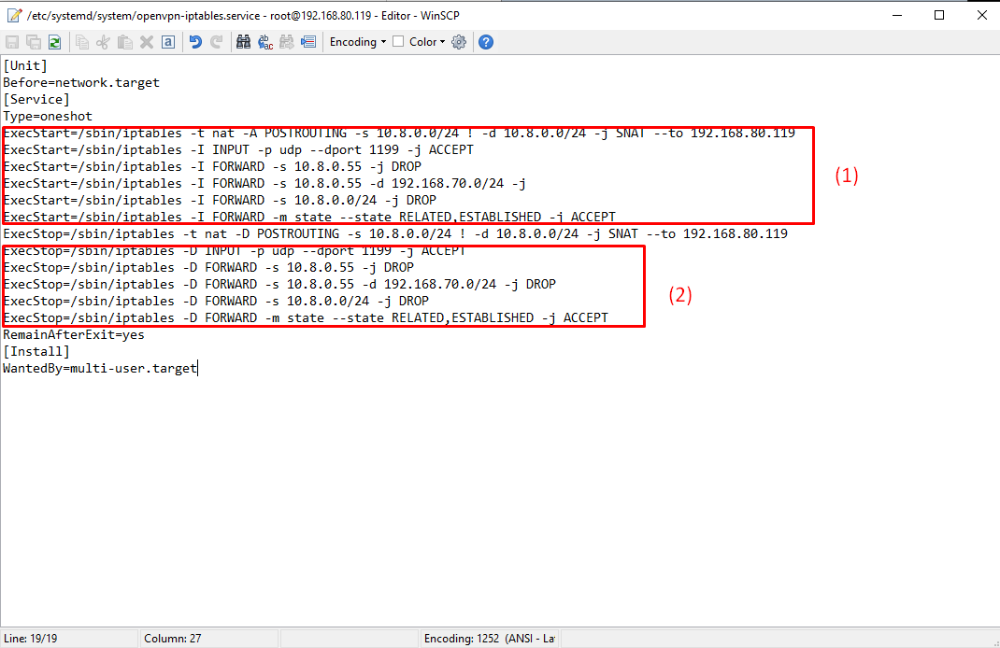 /etc/systemd/system/openvpn-iptables.service - root@192.168.80.119 - Editor - WinSCP
Encoding Color
[Unit]
Before=network.target
[Service]
Type=oneshot
ExecStart=/sbin/iptables -t nat -A POSTROUTING -s 10.8.0.0/24 ! -d 10.8.0.0/24 -j SNAT --to 192.168.80.119
ExecStart=/sbin/iptables -I INPUT -p udp --dport 1199 -j ACCEPT
ExecStart=/sbin/iptables -I FORWARD -s 10.8.0.55 -j DROP
(1)
ExecStart=/sbin/iptables -I FORWARD -s 10.8.0.55 -d 192.168.70.0/24 -j
ExecStart=/sbin/iptables -I FORWARD -s 10.8.0.0/24 -j DROP
ExecStart=/sbin/iptables -I FORWARD -m state --state RELATED,ESTABLISHED -j ACCEPT
ExecStop=/sbin/iptables -t nat -D POSTROUTING -s 10.8.0.0/24 ! -d 10.8.0.0/24 -j SNAT --to 192.168.80.119
ExecStop=/sbin/iptables -D INPUT -p udp --dport 1199 -j ACCEPT
ExecStop=/sbin/iptables -D FORWARD -s 10.8.0.55 -j DROP
ExecStop=/sbin/iptables -D FORWARD -s 10.8.0.55 -d 192.168.70.0/24 -j DROP
(2)
ExecStop=/sbin/iptables -D FORWARD -s 10.8.0.0/24 -j DROP
ExecStop=/sbin/iptables -D FORWARD -m state --state RELATED,ESTABLISHED -j ACCEPT
RemainAfterExit=yes
[Install]
WantedBy=multi-user.target
Line: 19/19 Column: 27 Encoding: 1252 (ANSI - La